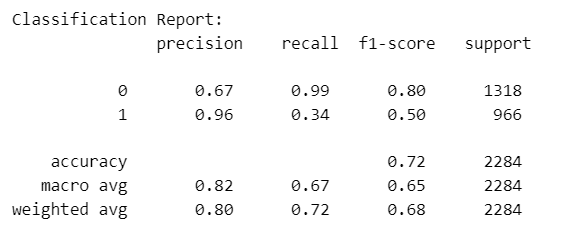 Classification Report:
precision recall f1-score support
0 0.67 0.99 0.80 1318
1 0.96 0.34 0.50 966
accuracy 0.72 2284
macro avg 0.82 0.67 0.65 2284
weighted avg 0.80 0.72 0.68 2284